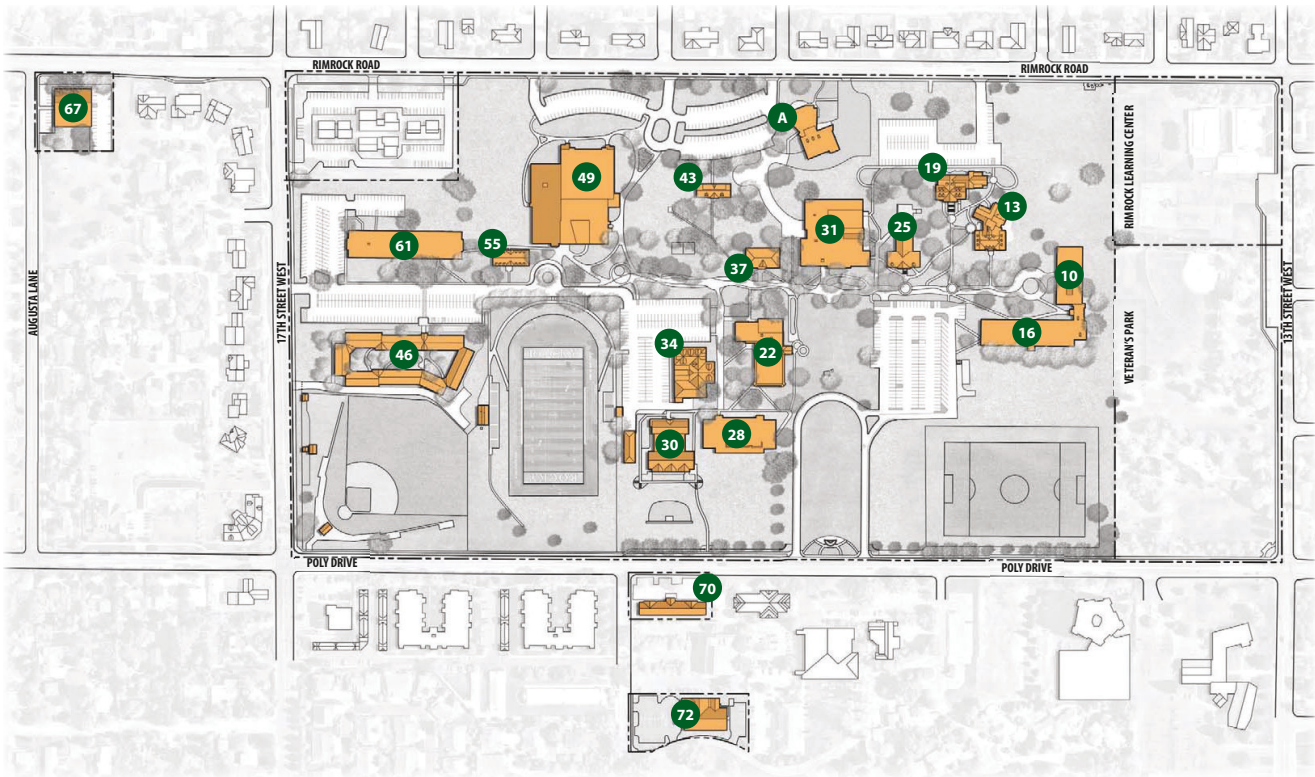 RIMROCK ROAD
RIMROCK ROAD
67
A
49
43
19
13
31
25
61
55
37
10
16
46
34
22
30
28
AUGUSTA LANE
17TH STREET WEST
RIMROCK LEARNING CENTER
VETERAN'S PARK
13TH STREET WEST
POLY DRIVE
POLY DRIVE
70
72